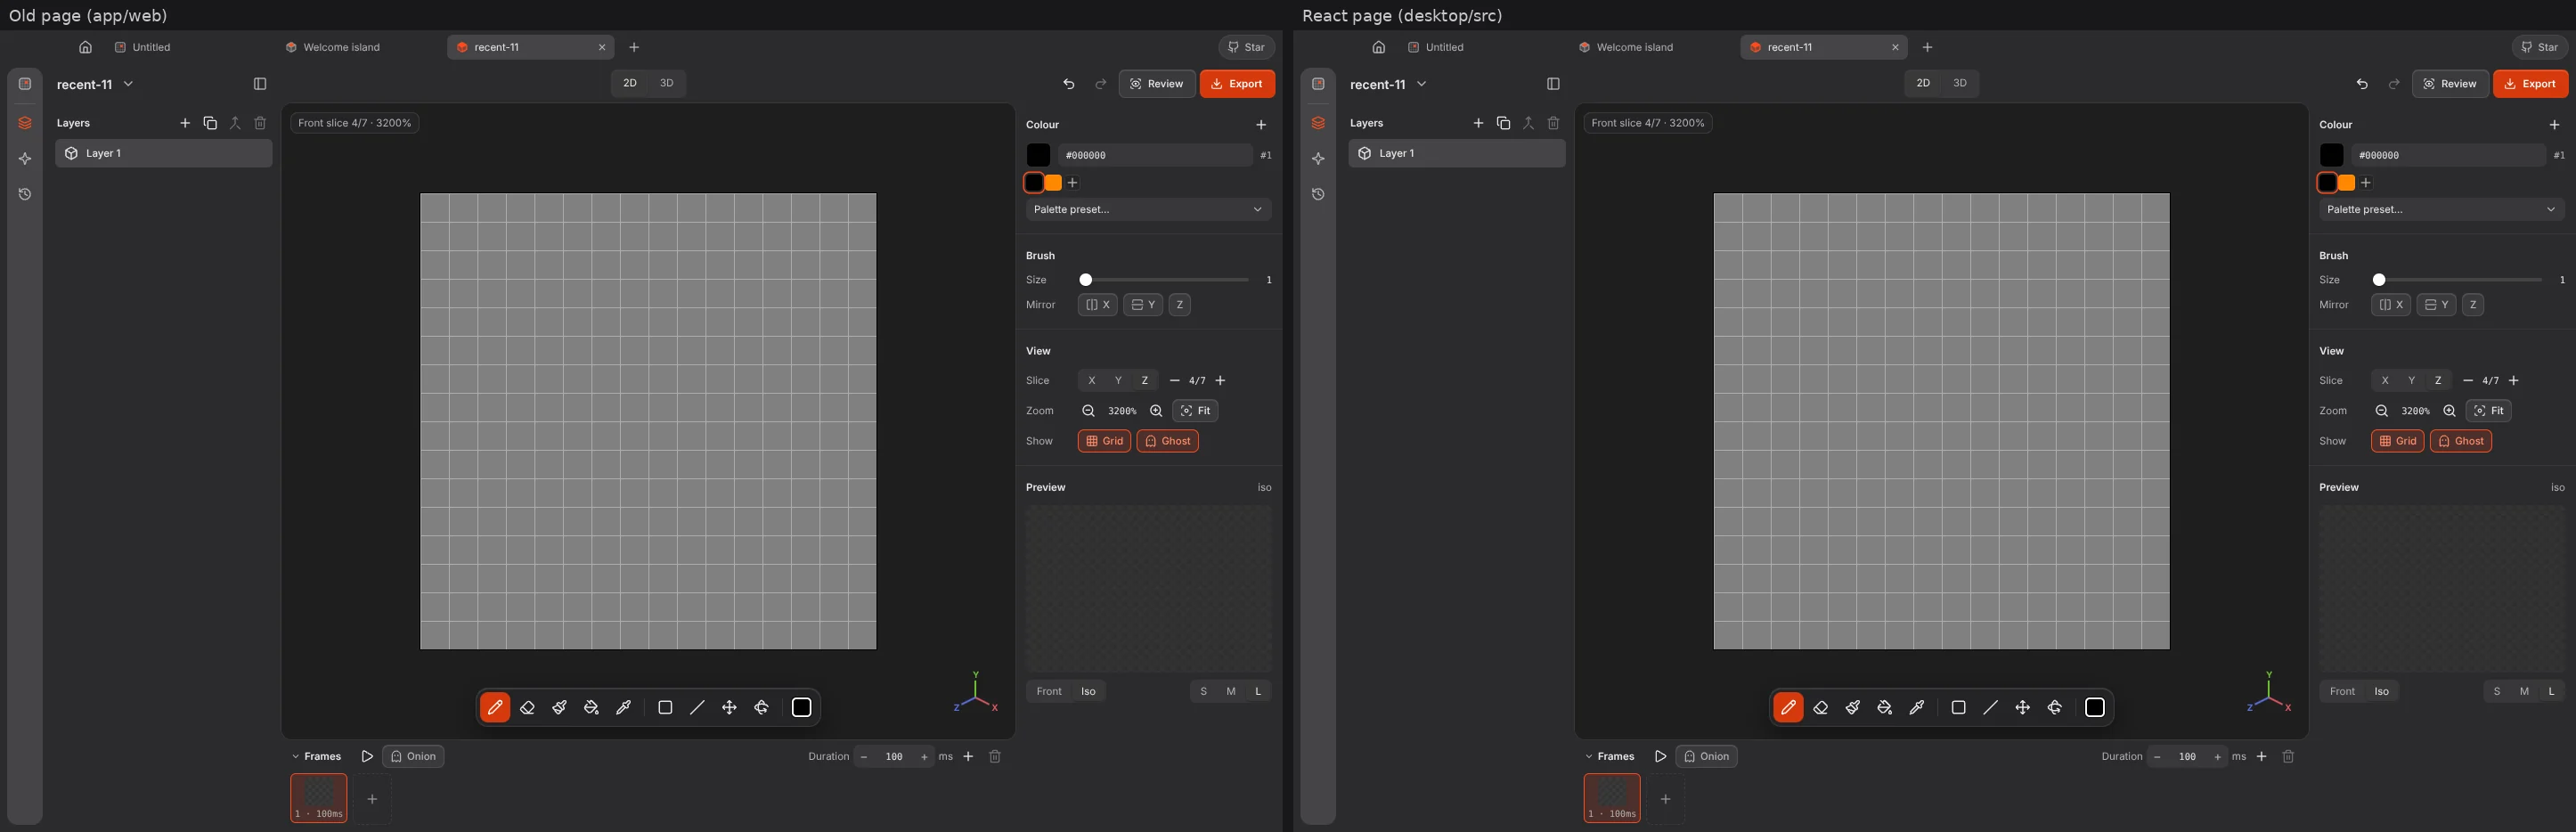 Old page (app/web)
Untitled
Welcome island
recent-11
Star
recent-11
2D 3D
Review
Export
Layers
Layer 1
Front slice 4/7 · 3200%
Colour
#000000 #1
Palette preset...
Brush
Size 1
Mirror X Y Z
View
Slice X Y Z 4/7
Zoom 3200% Fit
Show Grid Ghost
Preview iso
Front Iso S M L
Y
Z X
Frames Onion Duration − 100 + ms
1 · 100ms
React page (desktop/src)
Untitled
Welcome island
recent-11
Star
recent-11
2D 3D
Review
Export
Layers
Layer 1
Front slice 4/7 · 3200%
Colour
#000000 #1
Palette preset...
Brush
Size 1
Mirror X Y Z
View
Slice X Y Z 4/7
Zoom 3200% Fit
Show Grid Ghost
Preview iso
Front Iso S M L
Y
Z X
Frames Onion Duration − 100 + ms
1 · 100ms